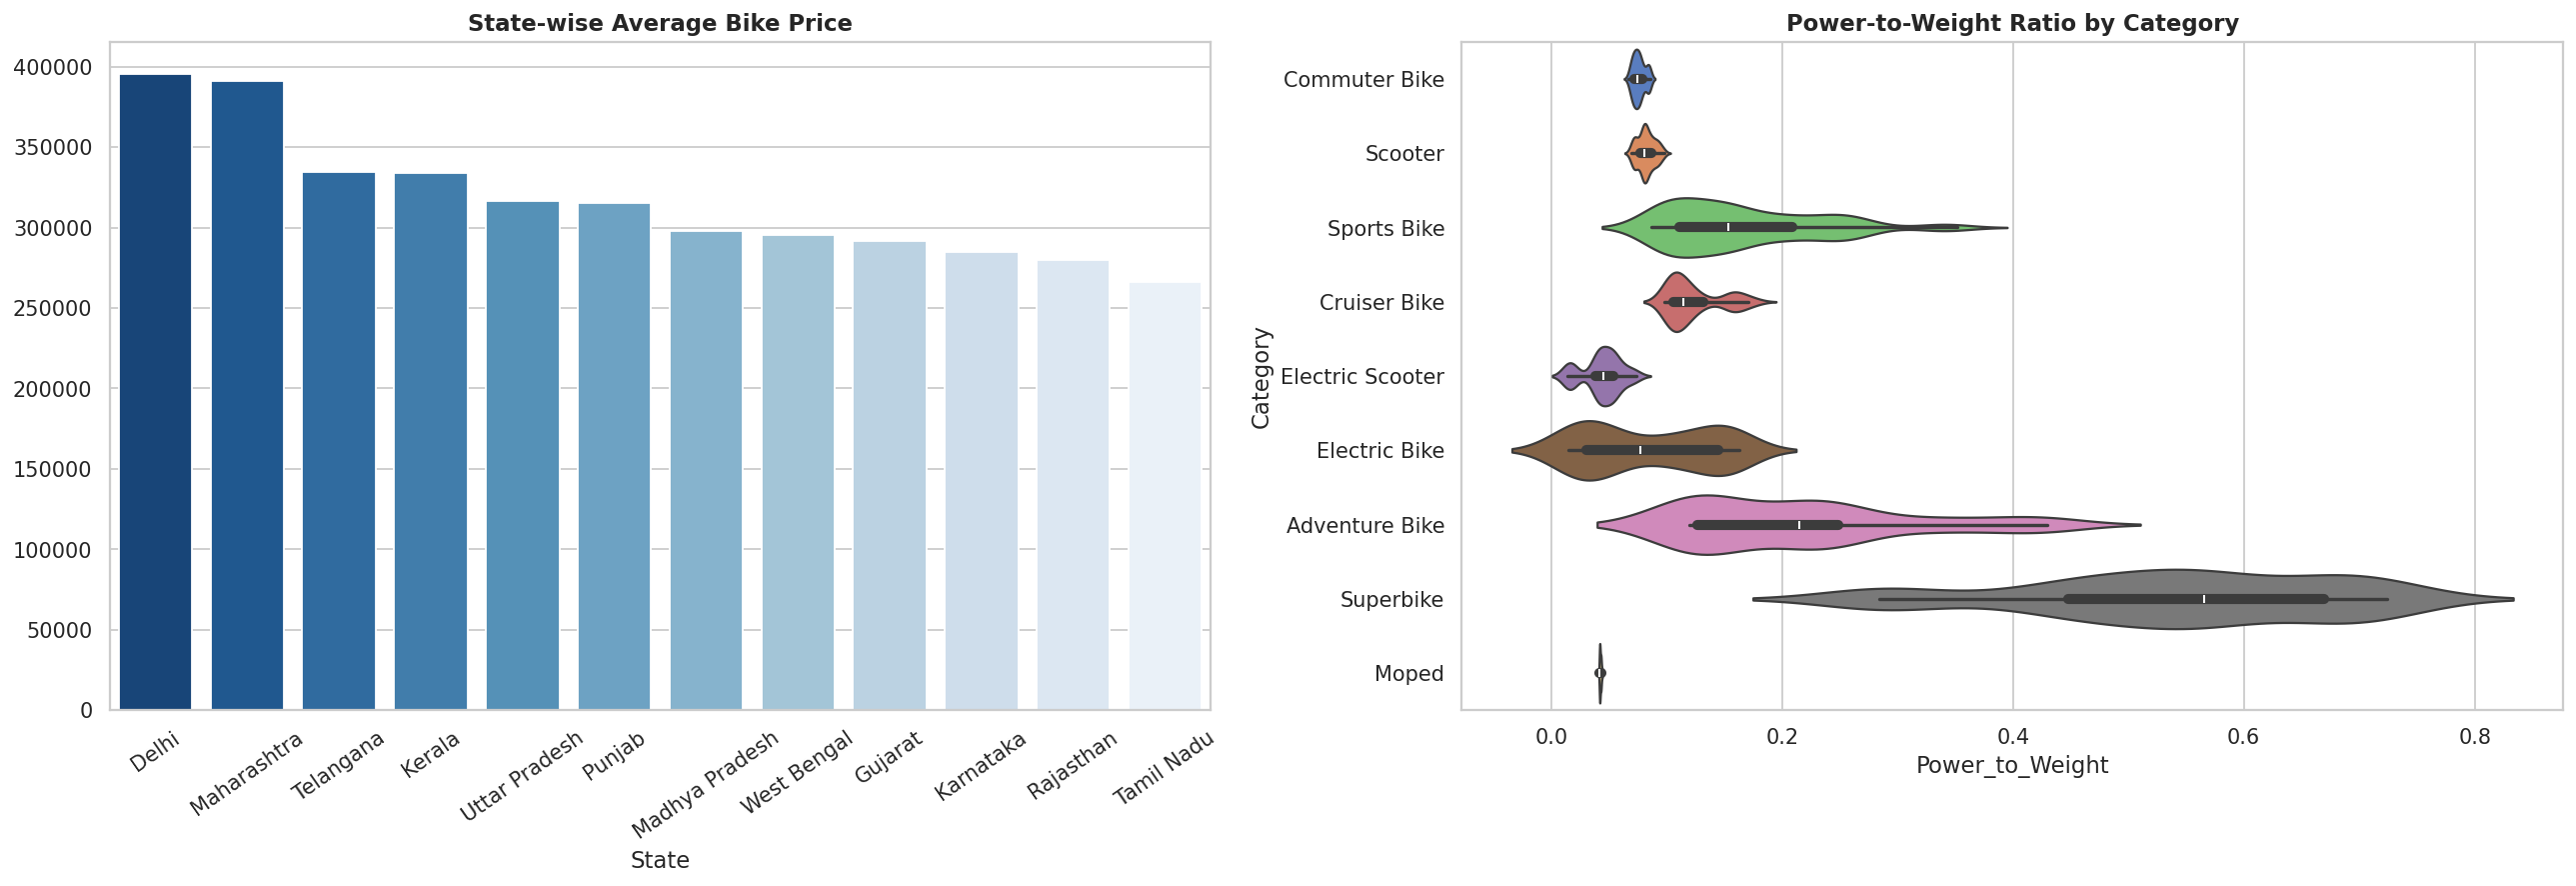 State-wise Average Bike Price
400000
350000
300000
250000
200000
150000
100000
50000
0
Delhi
Maharashtra
Telangana
Kerala
Uttar Pradesh
Punjab
Madhya Pradesh
West Bengal
Gujarat
Karnataka
Rajasthan
Tamil Nadu
State
Power-to-Weight Ratio by Category
Category
Commuter Bike
Scooter
Sports Bike
Cruiser Bike
Electric Scooter
Electric Bike
Adventure Bike
Superbike
Moped
0.0
0.2
0.4
0.6
0.8
Power_to_Weight